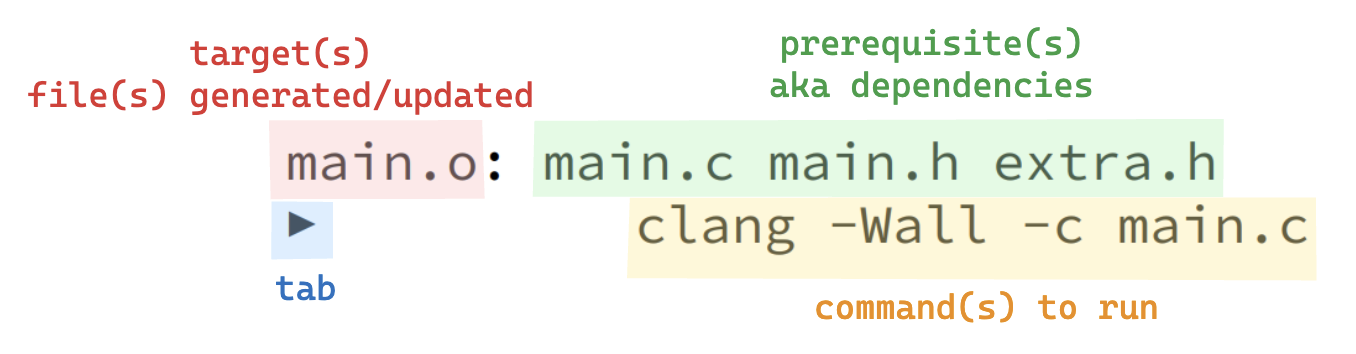 target(s)
file(s) generated/updated
prerequisite(s)
aka dependencies
main.o: main.c main.h extra.h
▶ clang -Wall -c main.c
tab
command(s) to run